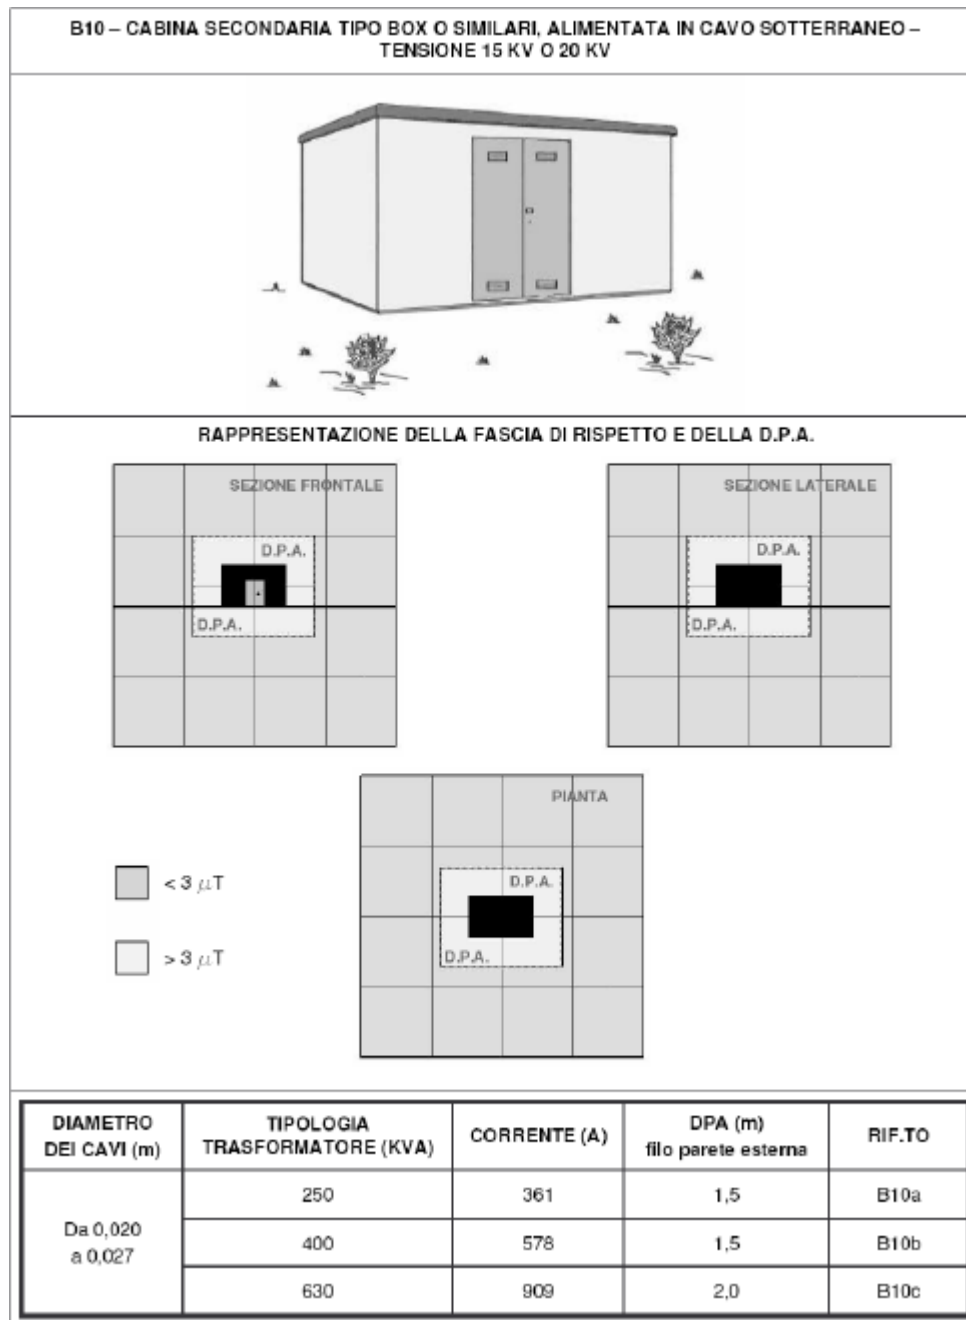 B10 – CABINA SECONDARIA TIPO BOX O SIMILARI, ALIMENTATA IN CAVO SOTTERRANEO –
TENSIONE 15 KV O 20 KV
RAPPRESENTAZIONE DELLA FASCIA DI RISPETTO E DELLA D.P.A.
SEZIONE FRONTALE
D.P.A.
D.P.A.
SEZIONE LATERALE
D.P.A.
D.P.A.
PIANTA
D.P.A.
D.P.A.
< 3 μT
> 3 μT
DIAMETRO
DEI CAVI (m)
TIPOLOGIA
TRASFORMATORE (KVA)
CORRENTE (A)
DPA (m)
filo parete esterna
RIF.TO
Da 0,020
a 0,027
250
361
1,5
B10a
400
578
1,5
B10b
630
909
2,0
B10c